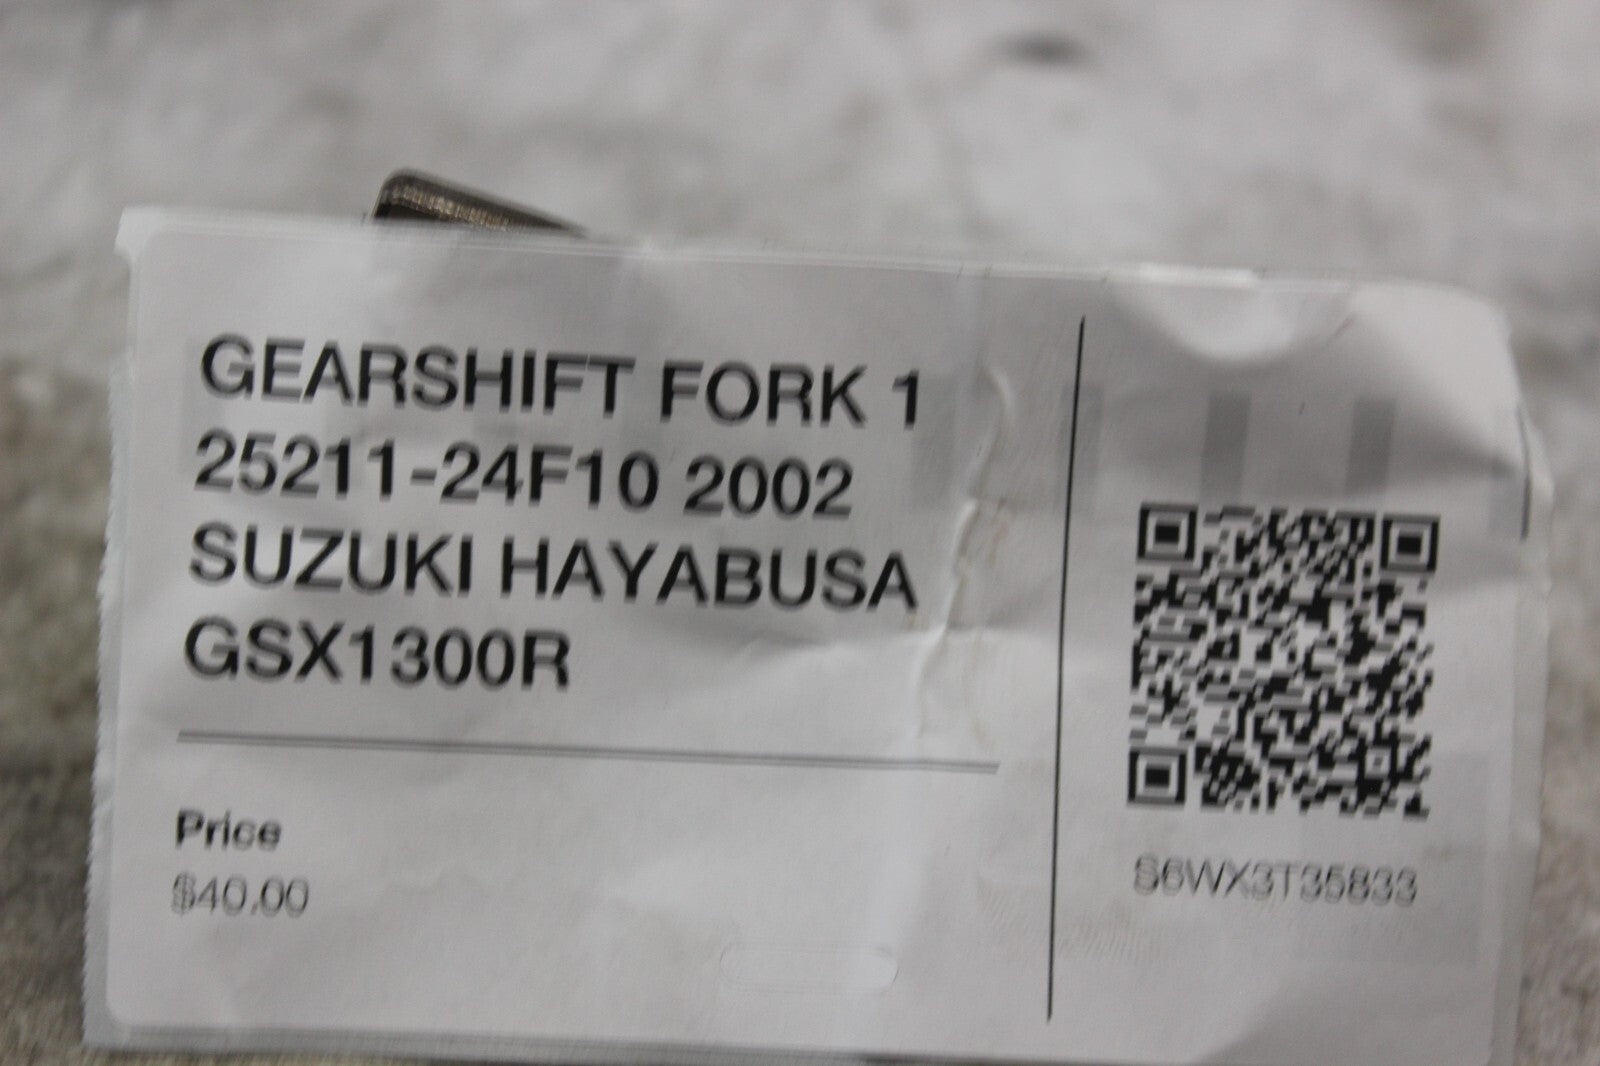 GEARSHIFT FORK 1
25211-24F10 2002
SUZUKI HAYABUSA
GSX1300R
Price
$40.00
S6WX3T35833